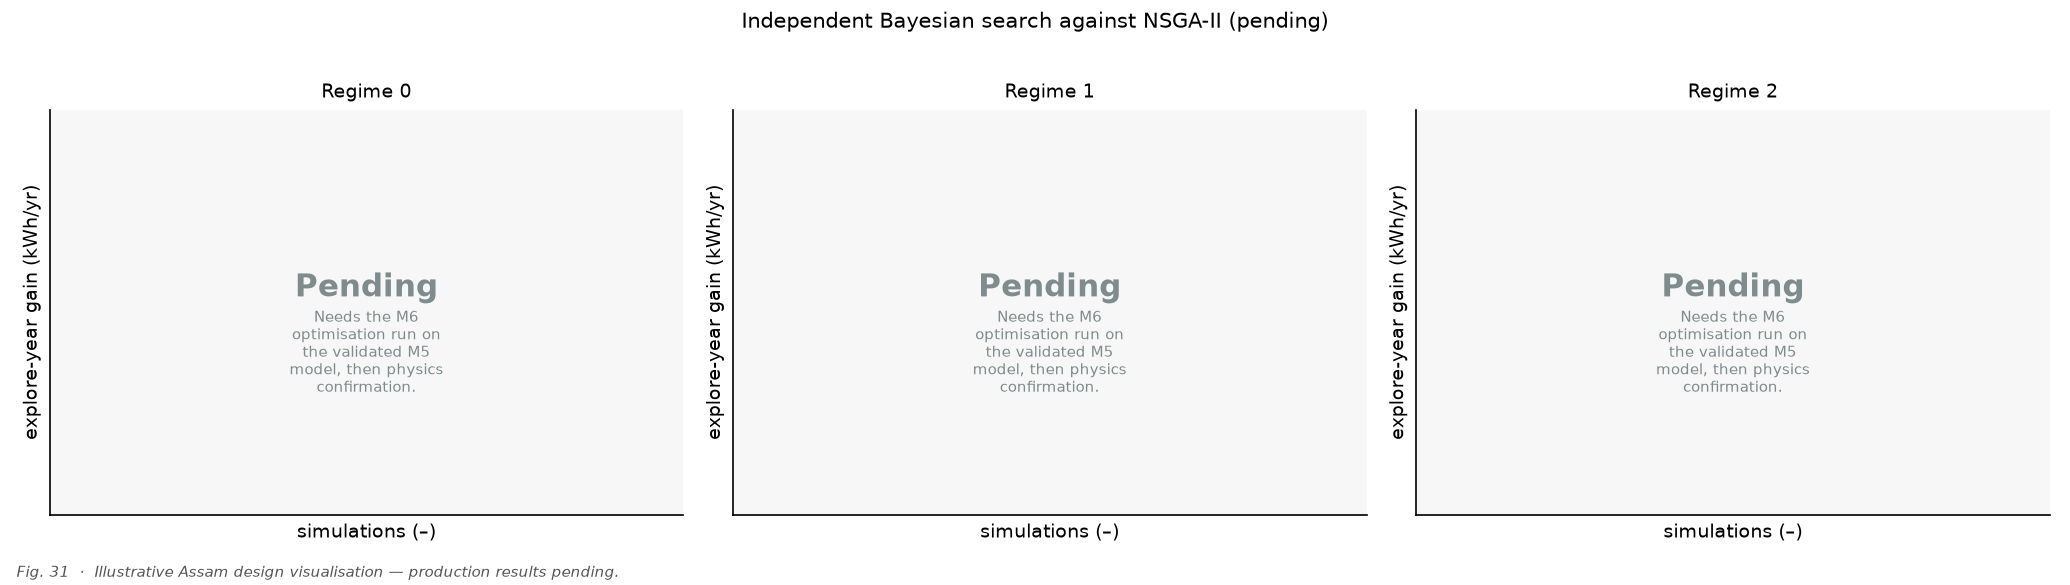 Independent Bayesian search against NSGA-II (pending)
Regime 0
explore-year gain (kWh/yr)
Pending
Needs the M6
optimisation run on
the validated M5
model, then physics
confirmation.
simulations (–)
Regime 1
explore-year gain (kWh/yr)
Pending
Needs the M6
optimisation run on
the validated M5
model, then physics
confirmation.
simulations (–)
Regime 2
explore-year gain (kWh/yr)
Pending
Needs the M6
optimisation run on
the validated M5
model, then physics
confirmation.
simulations (–)
Fig. 31 · Illustrative Assam design visualisation — production results pending.